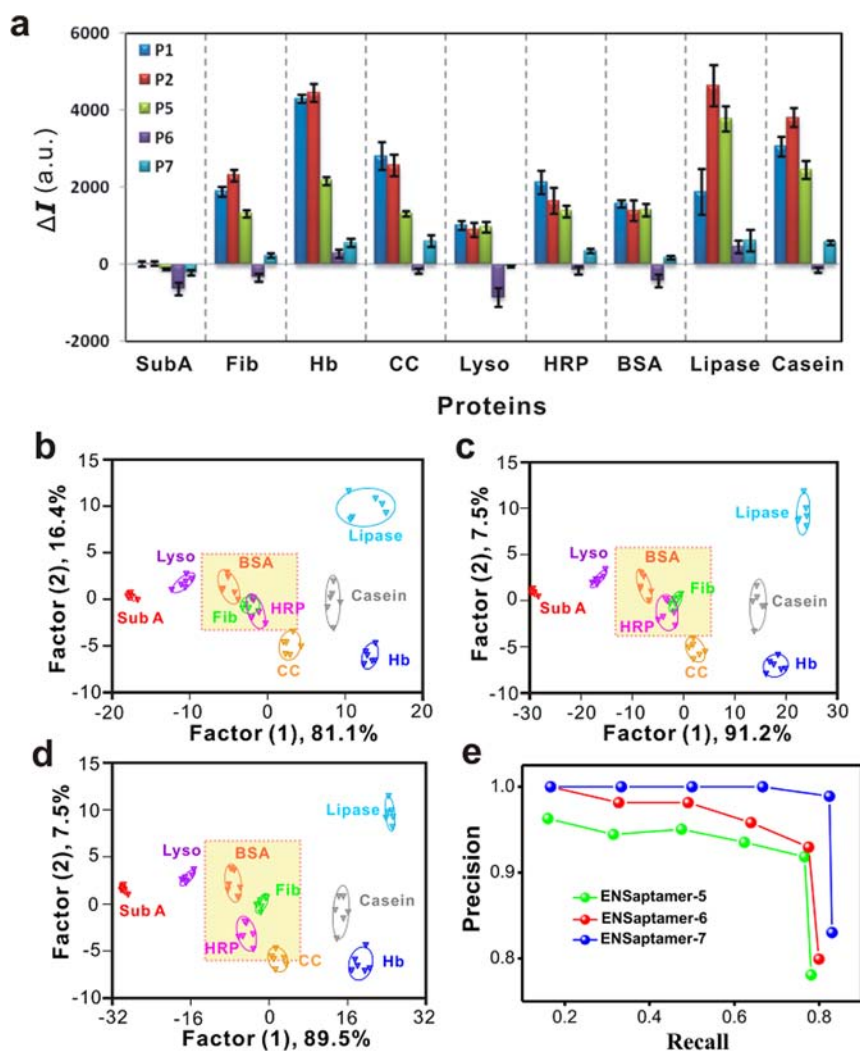 a
6000
4000
2000
0
-2000
ΔI (a.u.)
P1
P2
P5
P6
P7
SubA Fib Hb CC Lyso HRP BSA Lipase Casein
Proteins
b
15
10
5
0
-5
-10
Factor (2), 16.4%
-20 -10 0 10 20
Factor (1), 81.1%
Lipase
Lyso
BSA
Sub A
Fib
HRP
Casein
CC
Hb
c
15
10
5
0
-5
-10
Factor (2), 7.5%
-30 -20 -10 0 10 20 30
Factor (1), 91.2%
Lipase
Lyso
BSA
Sub A
Fib
HRP
Casein
CC
Hb
d
15
10
5
0
-5
-10
Factor (2), 7.5%
-32 -16 0 16 32
Factor (1), 89.5%
Lipase
Lyso
BSA
Sub A
Fib
Casein
HRP
CC
Hb
e
1.0
0.9
0.8
Precision
ENSaptamer-5
ENSaptamer-6
ENSaptamer-7
0.2 0.4 0.6 0.8
Recall